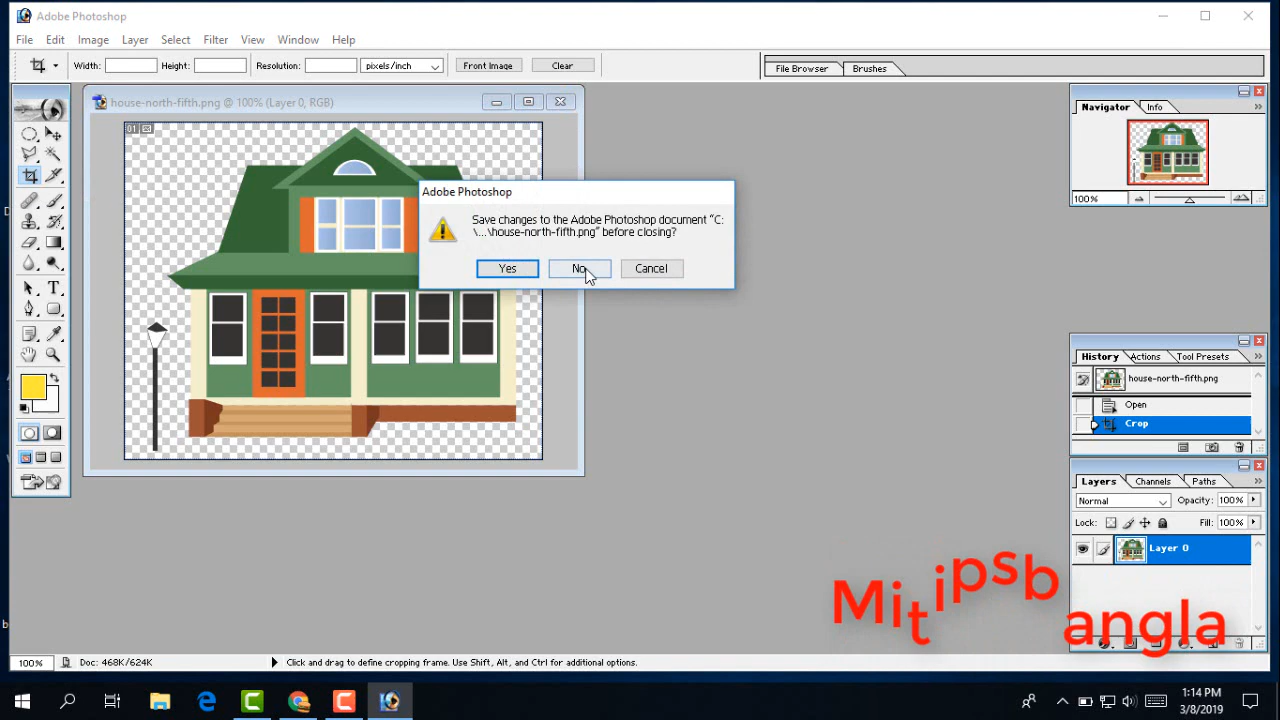 Adobe Photoshop
File Edit Image Layer Select Filter View Window Help
Width: Height: Resolution: pixels/inch Front Image Clear File Browser Brushes
house-north-fifth.png @ 100% (Layer 0, RGB)
01
Adobe Photoshop
Save changes to the Adobe Photoshop document "C:
\...\house-north-fifth.png" before closing?
Yes No Cancel
Navigator Info
100%
History Actions Tool Presets
house-north-fifth.png
Open
Crop
Layers Channels Paths
Normal Opacity: 100%
Lock: Fill: 100%
Layer 0
Mitipsb
angla
100% Doc: 468K/624K Click and drag to define cropping frame. Use Shift, Alt, and Ctrl for additional options.
1:14 PM
3/8/2019